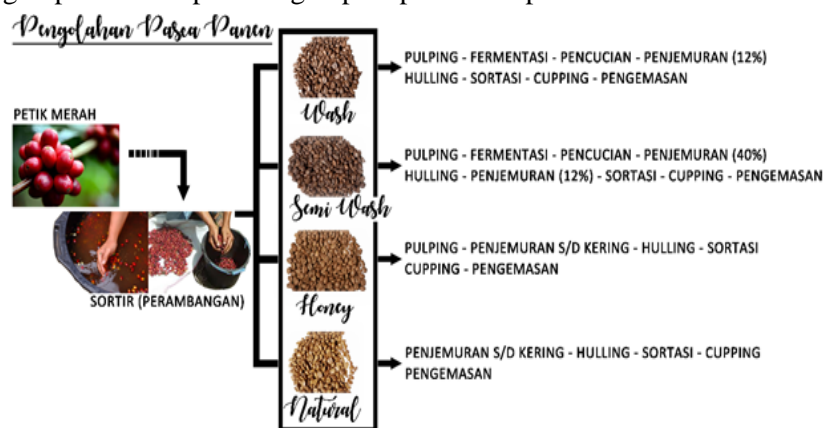 Pengolahan Pasca Panen
PETIK MERAH
SORTIR (PERAMBANGAN)
Wash
PULPING - FERMENTASI - PENCUCIAN - PENJEMURAN (12%)
HULLING - SORTASI - CUPPING - PENGEMASAN
Semi Wash
PULPING - FERMENTASI - PENCUCIAN - PENJEMURAN (40%)
HULLING - PENJEMURAN (12%) - SORTASI - CUPPING - PENGEMASAN
Honey
PULPING - PENJEMURAN S/D KERING - HULLING - SORTASI
CUPPING - PENGEMASAN
Natural
PENJEMURAN S/D KERING - HULLING - SORTASI - CUPPING
PENGEMASAN